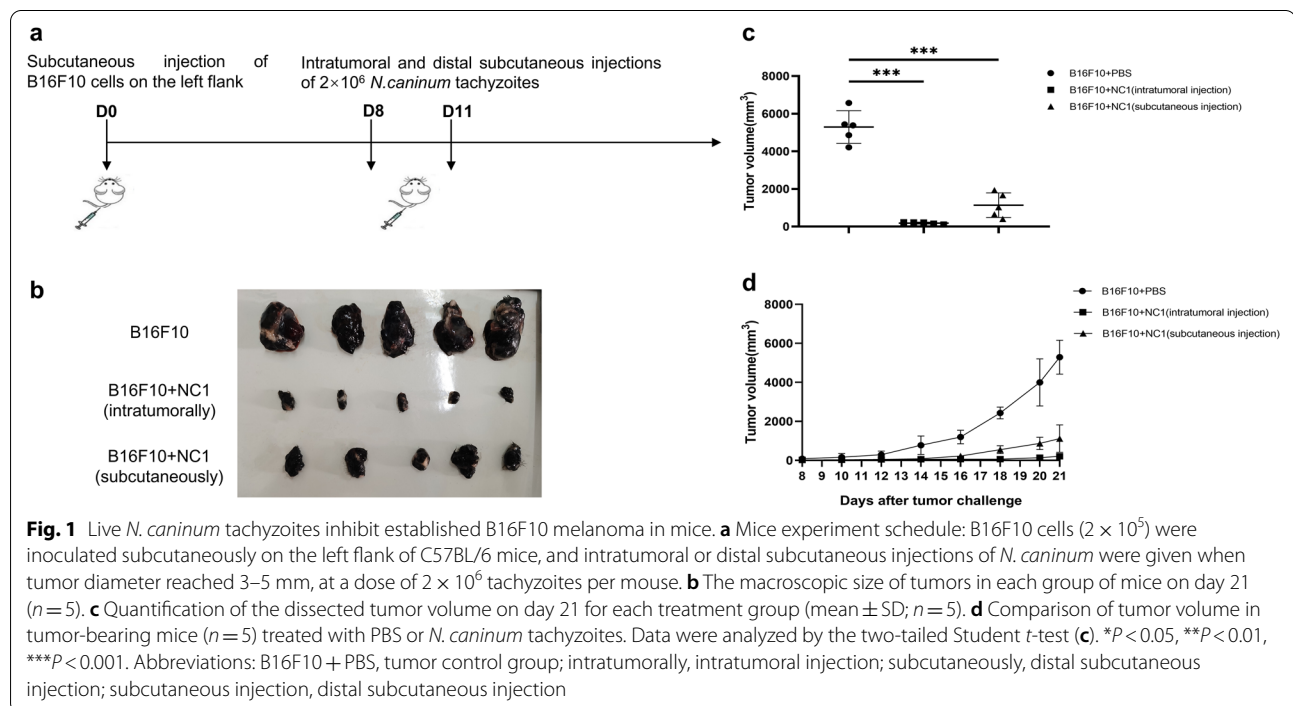 a
Subcutaneous injection of
B16F10 cells on the left flank
Intratumoral and distal subcutaneous injections
of 2×10⁶ N.caninum tachyzoites
D0
D8
D11
b
B16F10
B16F10+NC1
(intratumorally)
B16F10+NC1
(subcutaneously)
c
***
***
Tumor volume(mm³)
8000
6000
4000
2000
0
B16F10+PBS
B16F10+NC1(intratumoral injection)
B16F10+NC1(subcutaneous injection)
d
Tumor volume(mm³)
8000
6000
4000
2000
0
8 9 10 11 12 13 14 15 16 17 18 19 20 21
Days after tumor challenge
B16F10+PBS
B16F10+NC1(intratumoral injection)
B16F10+NC1(subcutaneous injection)
Fig. 1 Live N. caninum tachyzoites inhibit established B16F10 melanoma in mice. a Mice experiment schedule: B16F10 cells (2 × 10⁵) were
inoculated subcutaneously on the left flank of C57BL/6 mice, and intratumoral or distal subcutaneous injections of N. caninum were given when
tumor diameter reached 3–5 mm, at a dose of 2 × 10⁶ tachyzoites per mouse. b The macroscopic size of tumors in each group of mice on day 21
(n = 5). c Quantification of the dissected tumor volume on day 21 for each treatment group (mean ± SD; n = 5). d Comparison of tumor volume in
tumor-bearing mice (n = 5) treated with PBS or N. caninum tachyzoites. Data were analyzed by the two-tailed Student t-test (c). *P < 0.05, **P < 0.01,
***P < 0.001. Abbreviations: B16F10 + PBS, tumor control group; intratumorally, intratumoral injection; subcutaneously, distal subcutaneous
injection; subcutaneous injection, distal subcutaneous injection